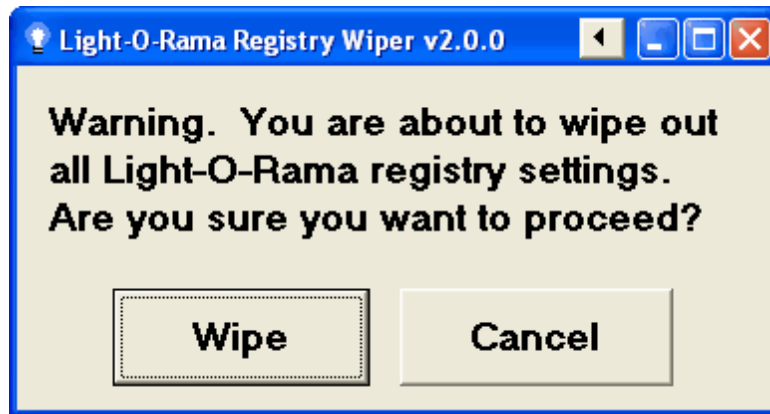 Light-O-Rama Registry Wiper v2.0.0
Warning.  You are about to wipe out
all Light-O-Rama registry settings.
Are you sure you want to proceed?
Wipe
Cancel